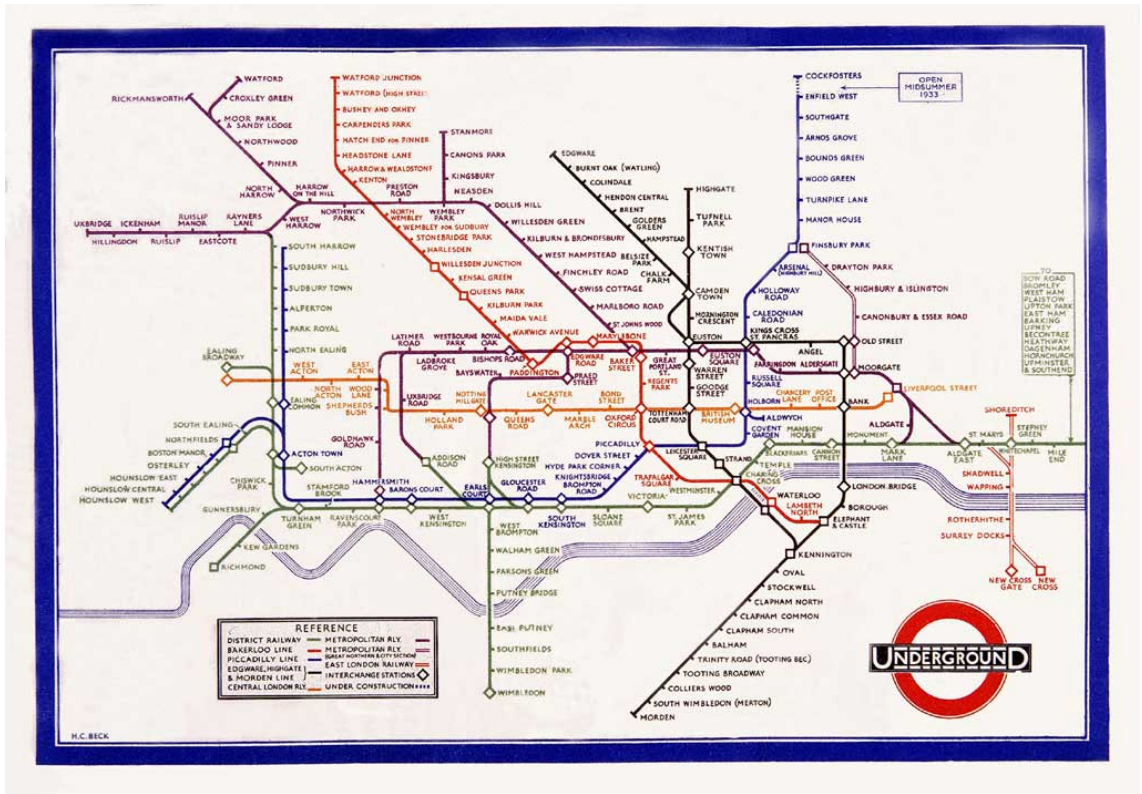 WATFORD
CROXLEY GREEN
RICKMANSWORTH
MOOR PARK
& SANDY LODGE
NORTHWOOD
PINNER
NORTH
HARROW
HARROW
ON THE HILL
NORTHWICK
PARK
PRESTON
ROAD
WEMBLEY
PARK
STANMORE
CANONS PARK
KINGSBURY
NEASDEN
DOLLIS HILL
WILLESDEN GREEN
KILBURN & BRONDESBURY
WEST HAMPSTEAD
FINCHLEY ROAD
SWISS COTTAGE
MARLBORO ROAD
ST JOHNS WOOD
UXBRIDGE
ICKENHAM
RUISLIP
MANOR
RAYNERS
LANE
WEST
HARROW
HILLINGDON
RUISLIP
EASTCOTE
WATFORD JUNCTION
WATFORD (HIGH STREET)
BUSHEY AND OXHEY
CARPENDERS PARK
HATCH END FOR PINNER
HEADSTONE LANE
HARROW & WEALDSTONE
KENTON
NORTH
WEMBLEY
WEMBLEY FOR SUDBURY
STONEBRIDGE PARK
HARLESDEN
WILLESDEN JUNCTION
KENSAL GREEN
QUEENS PARK
KILBURN PARK
MAIDA VALE
WARWICK AVENUE
MARYLEBONE
EDGWARE
BURNT OAK (WATLING)
COLINDALE
HENDON CENTRAL
BRENT
GOLDERS
GREEN
HAMPSTEAD
BELSIZE
PARK
CHALK
FARM
HIGHGATE
TUFNELL
PARK
KENTISH
TOWN
CAMDEN
TOWN
MORNINGTON
CRESCENT
EUSTON
COCKFOSTERS
ENFIELD WEST
SOUTHGATE
ARNOS GROVE
BOUNDS GREEN
WOOD GREEN
TURNPIKE LANE
MANOR HOUSE
FINSBURY PARK
OPEN
MIDSUMMER
1933
ARSENAL
(HIGHBURY HILL)
HOLLOWAY
ROAD
CALEDONIAN
ROAD
KINGS CROSS
ST. PANCRAS
DRAYTON PARK
HIGHBURY & ISLINGTON
CANONBURY & ESSEX ROAD
OLD STREET
ANGEL
TO
BOW ROAD
BROMLEY
WEST HAM
PLAISTOW
UPTON PARK
EAST HAM
BARKING
UPNEY
BECONTREE
HEATHWAY
DAGENHAM
HORNCHURCH
UPMINSTER
& SOUTHEND
SOUTH HARROW
SUDBURY HILL
SUDBURY TOWN
ALPERTON
PARK ROYAL
NORTH EALING
EALING
BROADWAY
WEST
ACTON
EAST
ACTON
NORTH
ACTON
WOOD
LANE
SHEPHERDS
BUSH
LATIMER
ROAD
LADBROKE
GROVE
WESTBOURNE
PARK
ROYAL
OAK
BISHOPS ROAD
BAYSWATER
PADDINGTON
PRAED
STREET
EDGWARE
ROAD
BAKER
STREET
GREAT
PORTLAND
ST.
REGENTS
PARK
EUSTON
SQUARE
WARREN
STREET
GOODGE
STREET
RUSSELL
SQUARE
FARRINGDON
ALDERSGATE
MOORGATE
LIVERPOOL STREET
UXBRIDGE
ROAD
HOLLAND
PARK
NOTTING
HILLGATE
QUEENS
ROAD
LANCASTER
GATE
MARBLE
ARCH
BOND
STREET
OXFORD
CIRCUS
TOTTENHAM
COURT ROAD
BRITISH
MUSEUM
HOLBORN
CHANCERY
LANE
POST
OFFICE
BANK
ALDWYCH
COVENT
GARDEN
ALDGATE
EALING
COMMON
SOUTH EALING
NORTHFIELDS
BOSTON MANOR
OSTERLEY
HOUNSLOW EAST
HOUNSLOW CENTRAL
HOUNSLOW WEST
ACTON TOWN
SOUTH ACTON
CHISWICK
PARK
GUNNERSBURY
KEW GARDENS
RICHMOND
TURNHAM
GREEN
STAMFORD
BROOK
RAVENSCOURT
PARK
GOLDHAWK
ROAD
HAMMERSMITH
BARONS COURT
WEST
KENSINGTON
ADDISON
ROAD
EARLS
COURT
HIGH STREET
KENSINGTON
GLOUCESTER
ROAD
SOUTH
KENSINGTON
PICCADILLY
DOVER STREET
HYDE PARK CORNER
KNIGHTSBRIDGE
BROMPTON
ROAD
SLOANE
SQUARE
VICTORIA
ST. JAMES
PARK
WESTMINSTER
LEICESTER
SQUARE
TRAFALGAR
SQUARE
STRAND
CHARING
CROSS
TEMPLE
BLACKFRIARS
MANSION
HOUSE
CANNON
STREET
MONUMENT
MARK
LANE
ALDGATE
EAST
ST MARYS
WHITECHAPEL
STEPNEY
GREEN
MILE
END
SHOREDITCH
SHADWELL
WAPPING
ROTHERHITHE
SURREY DOCKS
NEW CROSS
GATE
NEW
CROSS
WATERLOO
LAMBETH
NORTH
LONDON BRIDGE
BOROUGH
ELEPHANT
& CASTLE
KENNINGTON
OVAL
STOCKWELL
CLAPHAM NORTH
CLAPHAM COMMON
CLAPHAM SOUTH
BALHAM
TRINITY ROAD (TOOTING BEC)
TOOTING BROADWAY
COLLIERS WOOD
SOUTH WIMBLEDON (MERTON)
MORDEN
WEST
BROMPTON
WALHAM GREEN
PARSONS GREEN
PUTNEY BRIDGE
EAST PUTNEY
SOUTHFIELDS
WIMBLEDON PARK
WIMBLEDON
REFERENCE
DISTRICT RAILWAY
BAKERLOO LINE
PICCADILLY LINE
EDGWARE, HIGHGATE
& MORDEN LINE
CENTRAL LONDON RLY.
METROPOLITAN RLY.
METROPOLITAN RLY.
(GREAT NORTHERN & CITY SECTION)
EAST LONDON RAILWAY
INTERCHANGE STATIONS
UNDER CONSTRUCTION
UNDERGROUND
H.C. BECK